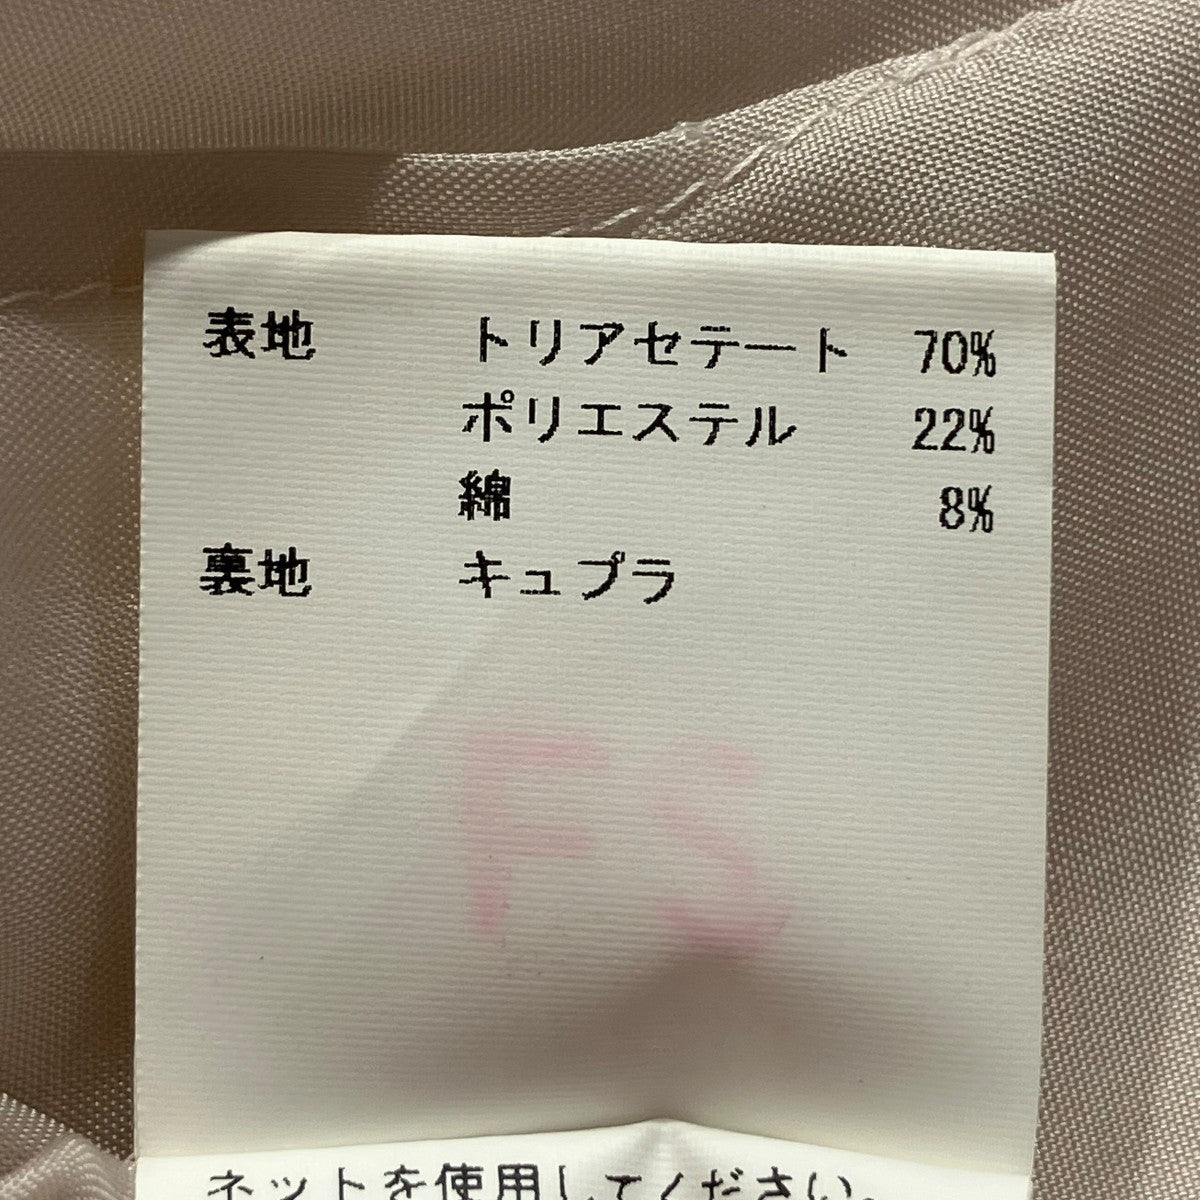 表地 トリアセテート 70%
ポリエステル 22%
綿 8%
裏地 キュプラ
FS
ネットを使用してください。